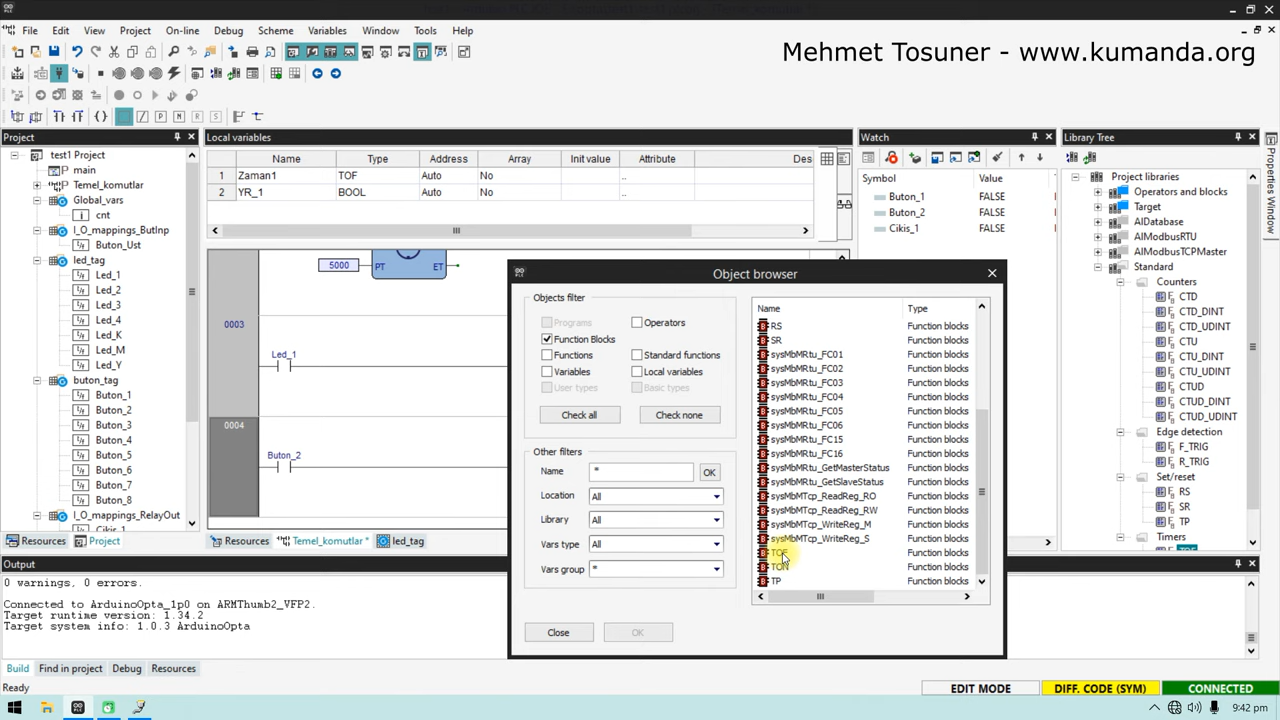 File Edit View Project On-line Debug Scheme Variables Window Tools Help
Mehmet Tosuner - www.kumanda.org
Project
test1 Project
main
Temel_komutlar
Global_vars
cnt
I_O_mappings_ButInp
Buton_Ust
led_tag
Led_1
Led_2
Led_3
Led_4
Led_K
Led_M
Led_Y
buton_tag
Buton_1
Buton_2
Buton_3
Buton_4
Buton_5
Buton_6
Buton_7
Buton_8
I_O_mappings_RelayOut
Cikis_1
Resources Project
Local variables
Name Type Address Array Init value Attribute Des
1 Zaman1 TOF Auto No ..
2 YR_1 BOOL Auto No ..
5000 PT ET
0003
Led_1
0004
Buton_2
Resources Temel_komutlar * led_tag
Object browser
Objects filter
Programs Operators
Function Blocks
Functions Standard functions
Variables Local variables
User types Basic types
Check all Check none
Other filters
Name * OK
Location All
Library All
Vars type All
Vars group *
Close OK
Name Type
RS Function blocks
SR Function blocks
sysMbMRtu_FC01 Function blocks
sysMbMRtu_FC02 Function blocks
sysMbMRtu_FC03 Function blocks
sysMbMRtu_FC04 Function blocks
sysMbMRtu_FC05 Function blocks
sysMbMRtu_FC06 Function blocks
sysMbMRtu_FC15 Function blocks
sysMbMRtu_FC16 Function blocks
sysMbMRtu_GetMasterStatus Function blocks
sysMbMRtu_GetSlaveStatus Function blocks
sysMbMTcp_ReadReg_RO Function blocks
sysMbMTcp_ReadReg_RW Function blocks
sysMbMTcp_WriteReg_M Function blocks
sysMbMTcp_WriteReg_S Function blocks
TOF Function blocks
TON Function blocks
TP Function blocks
Watch
Symbol Value
Buton_1 FALSE
Buton_2 FALSE
Cikis_1 FALSE
Library Tree
Project libraries
Operators and blocks
Target
AlDatabase
AlModbusRTU
AlModbusTCPMaster
Standard
Counters
CTD
CTD_DINT
CTD_UDINT
CTU
CTU_DINT
CTU_UDINT
CTUD
CTUD_DINT
CTUD_UDINT
Edge detection
F_TRIG
R_TRIG
Set/reset
RS
SR
TP
Timers
Properties Window
Output
0 warnings, 0 errors.
Connected to ArduinoOpta_1p0 on ARMThumb2_VFP2.
Target runtime version: 1.34.2
Target system info: 1.0.3 ArduinoOpta
Build Find in project Debug Resources
Ready
EDIT MODE DIFF. CODE (SYM) CONNECTED
9:42 pm